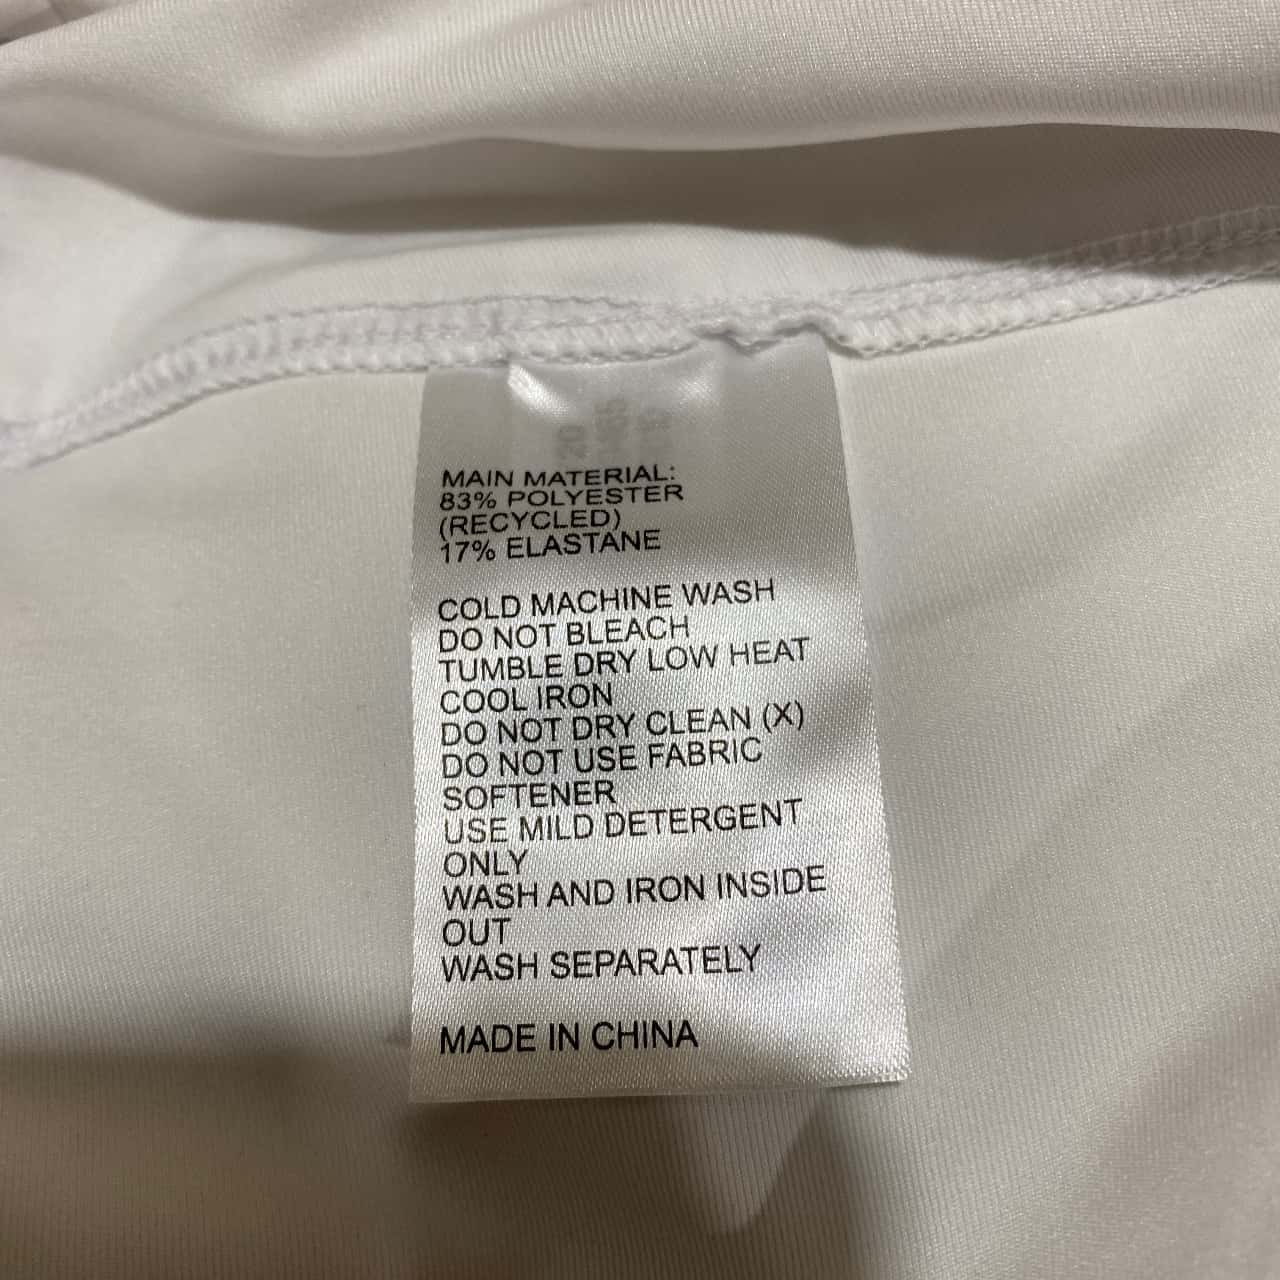 MAIN MATERIAL:
83% POLYESTER
(RECYCLED)
17% ELASTANE
COLD MACHINE WASH
DO NOT BLEACH
TUMBLE DRY LOW HEAT
COOL IRON
DO NOT DRY CLEAN (X)
DO NOT USE FABRIC
SOFTENER
USE MILD DETERGENT
ONLY
WASH AND IRON INSIDE
OUT
WASH SEPARATELY
MADE IN CHINA